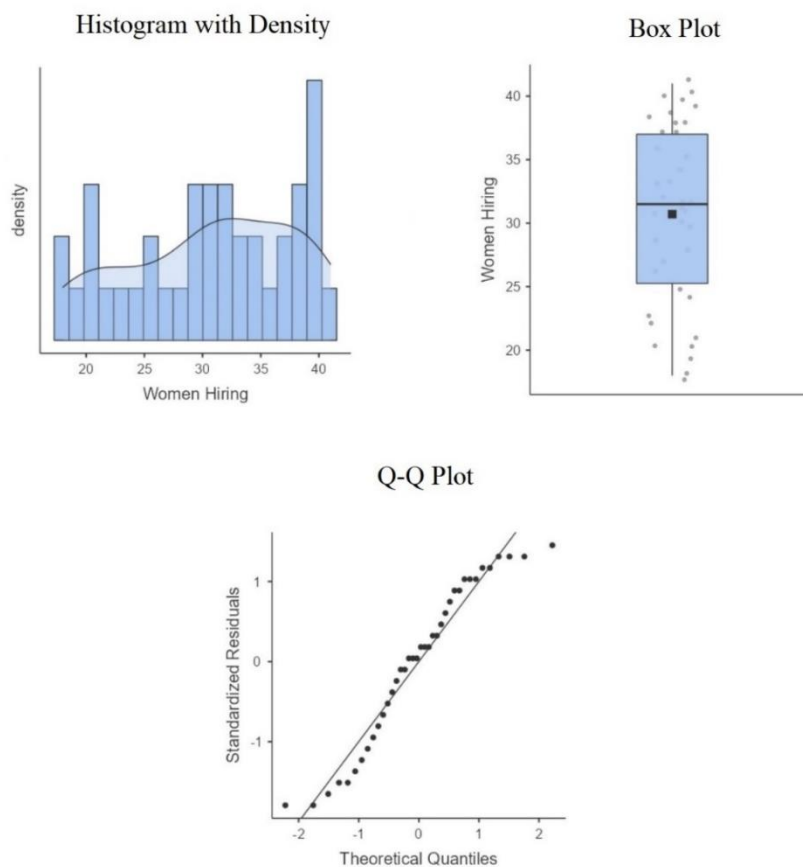 Histogram with Density
density
20 25 30 35 40
Women Hiring
Box Plot
Women Hiring
40
35
30
25
20
Q-Q Plot
Standardized Residuals
1
0
-1
-2 -1 0 1 2
Theoretical Quantiles